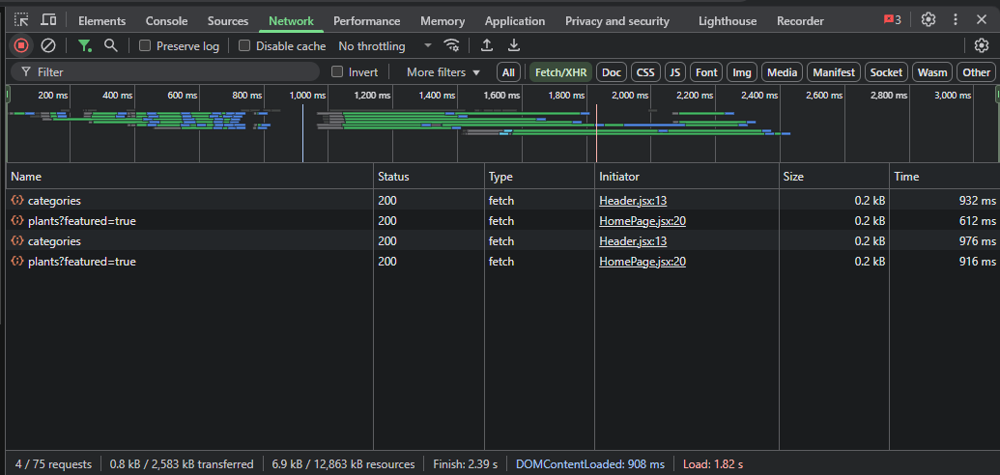 Elements Console Sources Network Performance Memory Application Privacy and security Lighthouse Recorder 3
Preserve log Disable cache No throttling
Filter Invert More filters All Fetch/XHR Doc CSS JS Font Img Media Manifest Socket Wasm Other
200 ms 400 ms 600 ms 800 ms 1,000 ms 1,200 ms 1,400 ms 1,600 ms 1,800 ms 2,000 ms 2,200 ms 2,400 ms 2,600 ms 2,800 ms 3,000 ms
Name Status Type Initiator Size Time
categories 200 fetch Header.jsx:13 0.2 kB 932 ms
plants?featured=true 200 fetch HomePage.jsx:20 0.2 kB 612 ms
categories 200 fetch Header.jsx:13 0.2 kB 976 ms
plants?featured=true 200 fetch HomePage.jsx:20 0.2 kB 916 ms
4 / 75 requests 0.8 kB / 2,583 kB transferred 6.9 kB / 12,863 kB resources Finish: 2.39 s DOMContentLoaded: 908 ms Load: 1.82 s